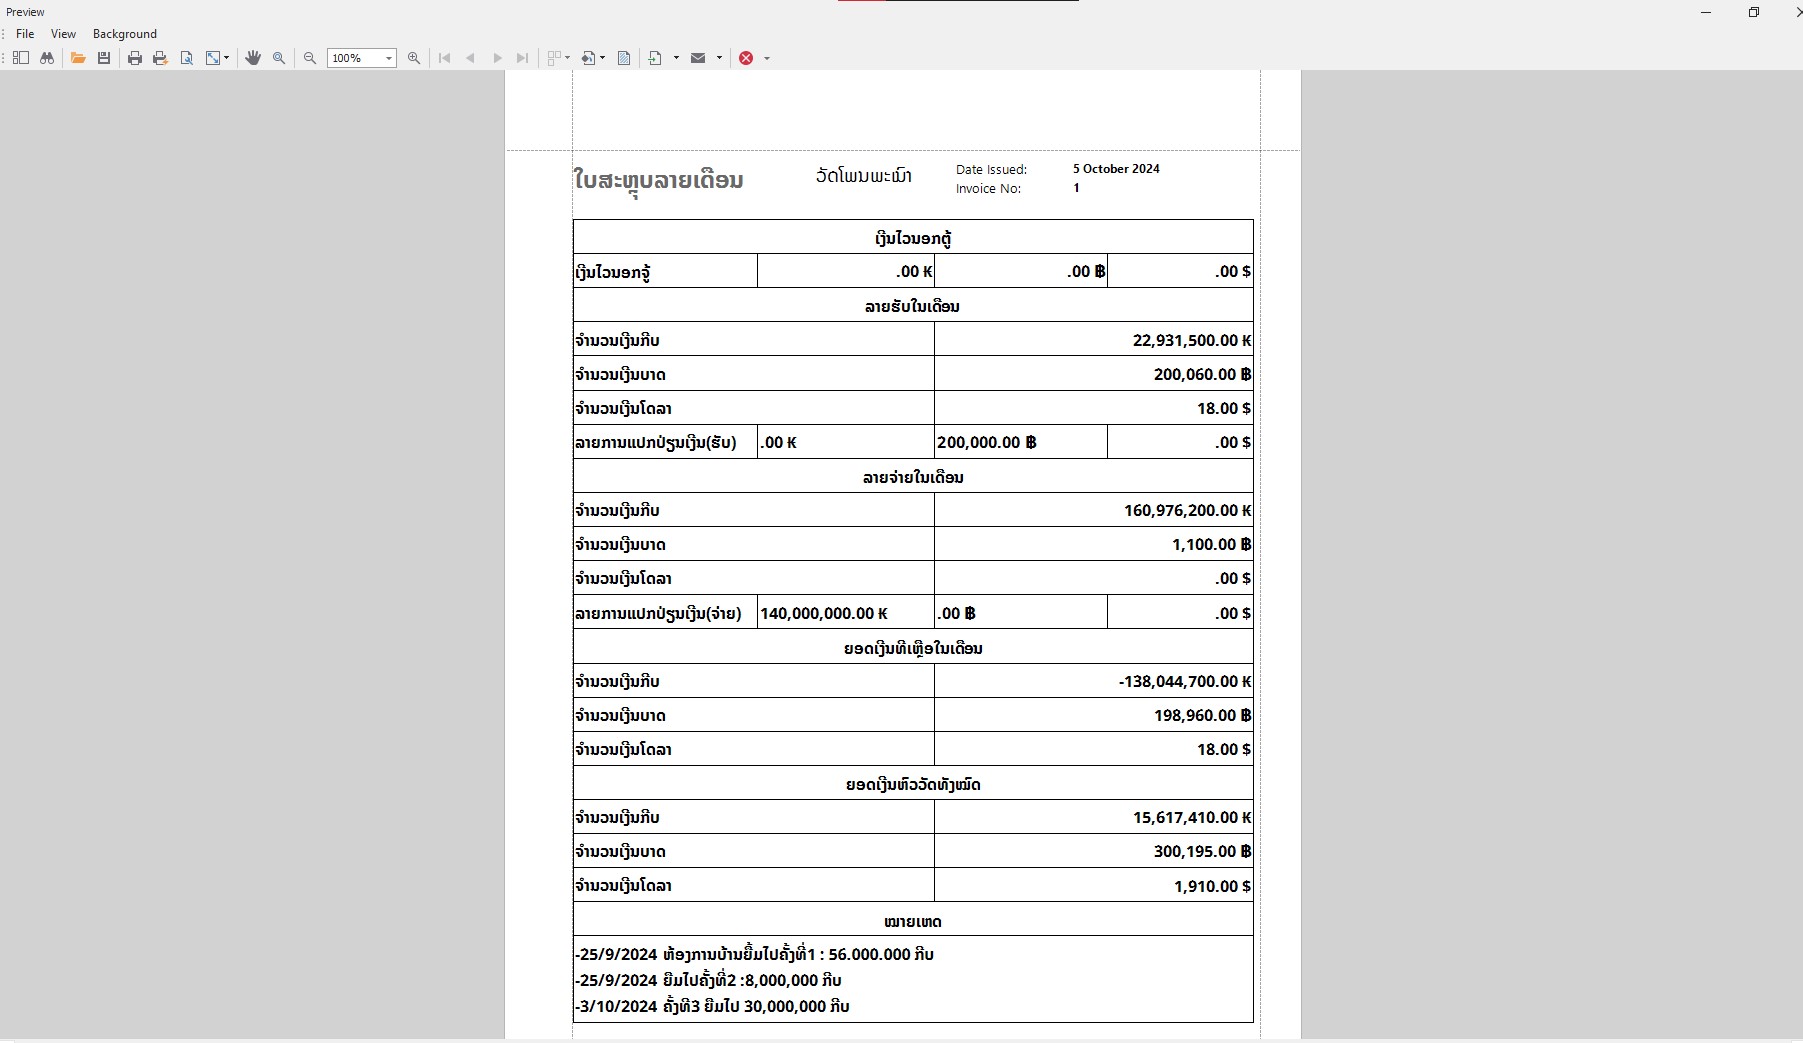 Preview
File View Background
100%
ໃບສະຫຼຸບລາຍເດືອນ
ວັດໂພນພະເນົາ
Date Issued: 5 October 2024
Invoice No: 1
ເງີນໄວນອກຕູ້
ເງີນໄວນອກຈູ້ .00 ₭ .00 ฿ .00 $
ລາຍຮັບໃນເດືອນ
ຈຳນວນເງີນກີບ 22,931,500.00 ₭
ຈຳນວນເງີນບາດ 200,060.00 ฿
ຈຳນວນເງີນໂດລາ 18.00 $
ລາຍການແປກປ່ຽນເງີນ(ຮັບ) .00 ₭ 200,000.00 ฿ .00 $
ລາຍຈ່າຍໃນເດືອນ
ຈຳນວນເງີນກີບ 160,976,200.00 ₭
ຈຳນວນເງີນບາດ 1,100.00 ฿
ຈຳນວນເງີນໂດລາ .00 $
ລາຍການແປກປ່ຽນເງີນ(ຈ່າຍ) 140,000,000.00 ₭ .00 ฿ .00 $
ຍອດເງີນທີເຫຼືອໃນເດືອນ
ຈຳນວນເງີນກີບ -138,044,700.00 ₭
ຈຳນວນເງີນບາດ 198,960.00 ฿
ຈຳນວນເງີນໂດລາ 18.00 $
ຍອດເງີນຫົວວັດທັງໝົດ
ຈຳນວນເງີນກີບ 15,617,410.00 ₭
ຈຳນວນເງີນບາດ 300,195.00 ฿
ຈຳນວນເງີນໂດລາ 1,910.00 $
ໝາຍເຫດ
-25/9/2024 ຫ້ອງການບ້ານຢື້ມໄປຄັ້ງທີ່1 : 56.000.000 ກີບ
-25/9/2024 ຢືມໄປຄັ້ງທີ່2 :8,000,000 ກີບ
-3/10/2024 ຄັ້ງທີ3 ຢືມໄປ 30,000,000 ກີບ